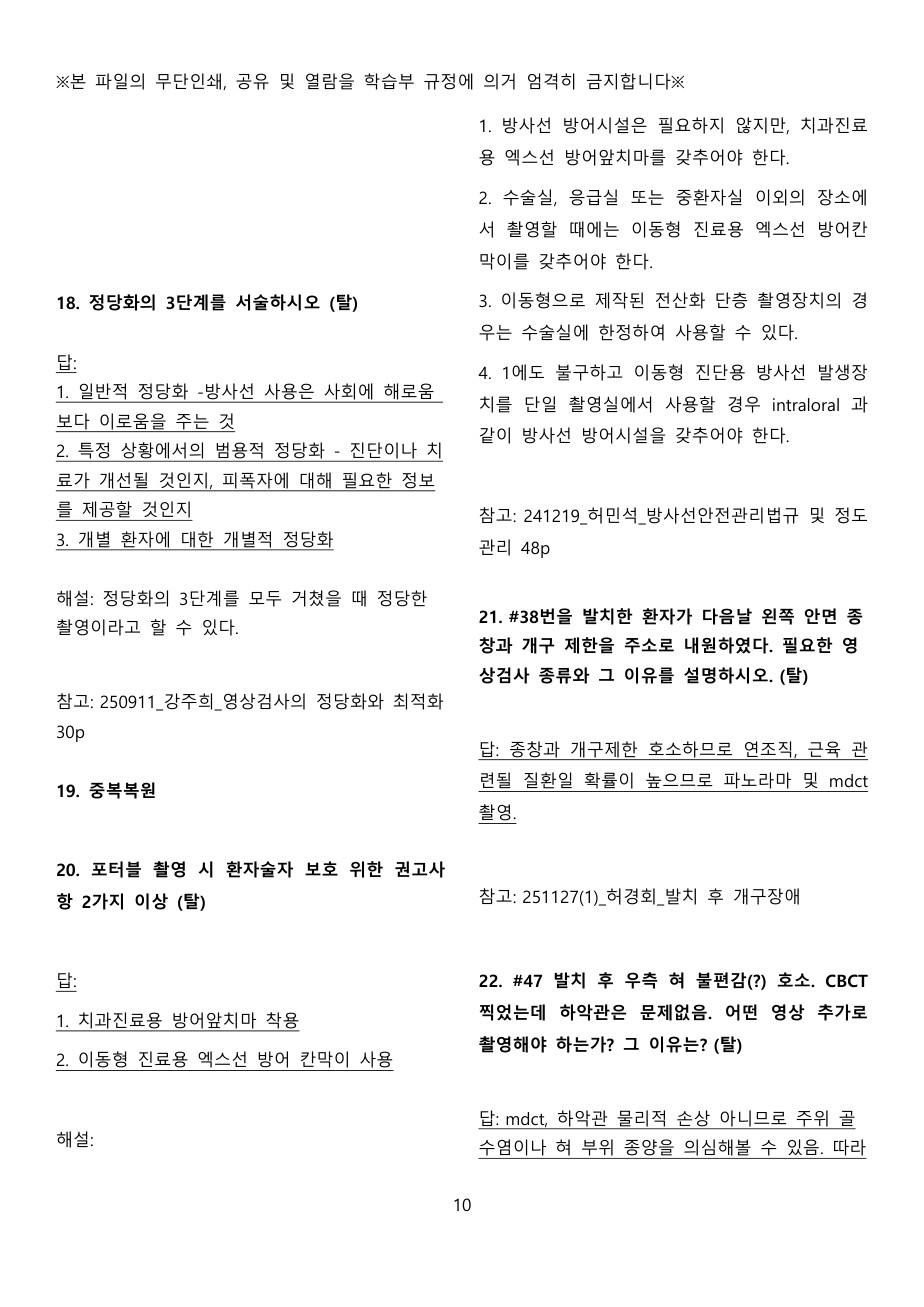 ※본 파일의 무단인쇄, 공유 및 열람을 학습부 규정에 의거 엄격히 금지합니다※
18. 정당화의 3단계를 서술하시오 (탈)
답:
1. 일반적 정당화 -방사선 사용은 사회에 해로움
보다 이로움을 주는 것
2. 특정 상황에서의 범용적 정당화 - 진단이나 치
료가 개선될 것인지, 피폭자에 대해 필요한 정보
를 제공할 것인지
3. 개별 환자에 대한 개별적 정당화
해설: 정당화의 3단계를 모두 거쳤을 때 정당한
촬영이라고 할 수 있다.
참고: 250911_강주희_영상검사의 정당화와 최적화
30p
19. 중복복원
20. 포터블 촬영 시 환자술자 보호 위한 권고사
항 2가지 이상 (탈)
답:
1. 치과진료용 방어앞치마 착용
2. 이동형 진료용 엑스선 방어 칸막이 사용
해설:
1. 방사선 방어시설은 필요하지 않지만, 치과진료
용 엑스선 방어앞치마를 갖추어야 한다.
2. 수술실, 응급실 또는 중환자실 이외의 장소에
서 촬영할 때에는 이동형 진료용 엑스선 방어칸
막이를 갖추어야 한다.
3. 이동형으로 제작된 전산화 단층 촬영장치의 경
우는 수술실에 한정하여 사용할 수 있다.
4. 1에도 불구하고 이동형 진단용 방사선 발생장
치를 단일 촬영실에서 사용할 경우 intraloral 과
같이 방사선 방어시설을 갖추어야 한다.
참고: 241219_허민석_방사선안전관리법규 및 정도
관리 48p
21. #38번을 발치한 환자가 다음날 왼쪽 안면 종
창과 개구 제한을 주소로 내원하였다. 필요한 영
상검사 종류와 그 이유를 설명하시오. (탈)
답: 종창과 개구제한 호소하므로 연조직, 근육 관
련될 질환일 확률이 높으므로 파노라마 및 mdct
촬영.
참고: 251127(1)_허경회_발치 후 개구장애
22. #47 발치 후 우측 혀 불편감(?) 호소. CBCT
찍었는데 하악관은 문제없음. 어떤 영상 추가로
촬영해야 하는가? 그 이유는? (탈)
답: mdct, 하악관 물리적 손상 아니므로 주위 골
수염이나 혀 부위 종양을 의심해볼 수 있음. 따라
10